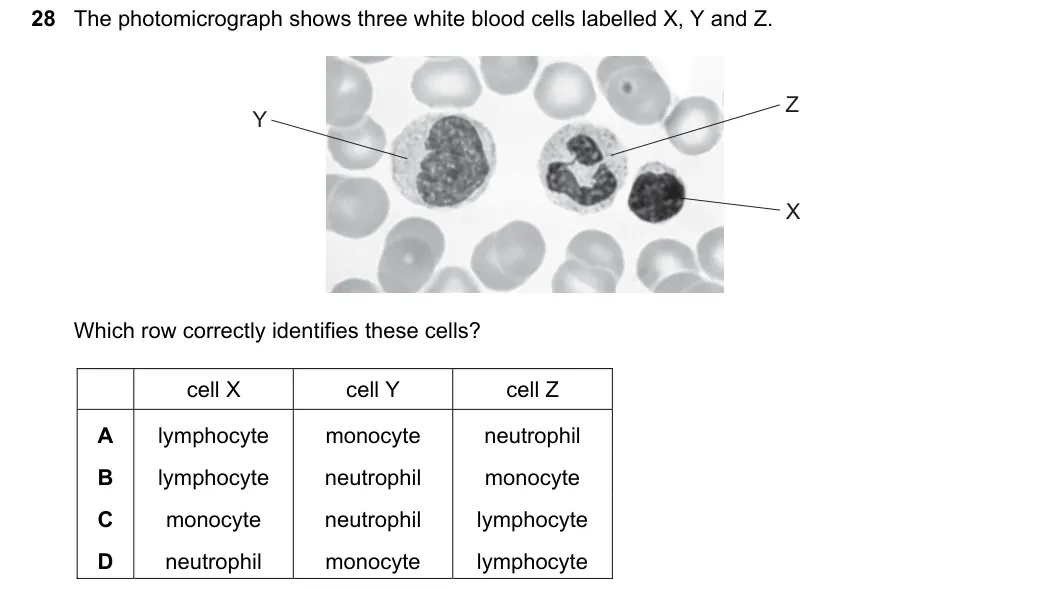 28 The photomicrograph shows three white blood cells labelled X, Y and Z.
Y
Z
X
Which row correctly identifies these cells?
cell X cell Y cell Z
A lymphocyte monocyte neutrophil
B lymphocyte neutrophil monocyte
C monocyte neutrophil lymphocyte
D neutrophil monocyte lymphocyte